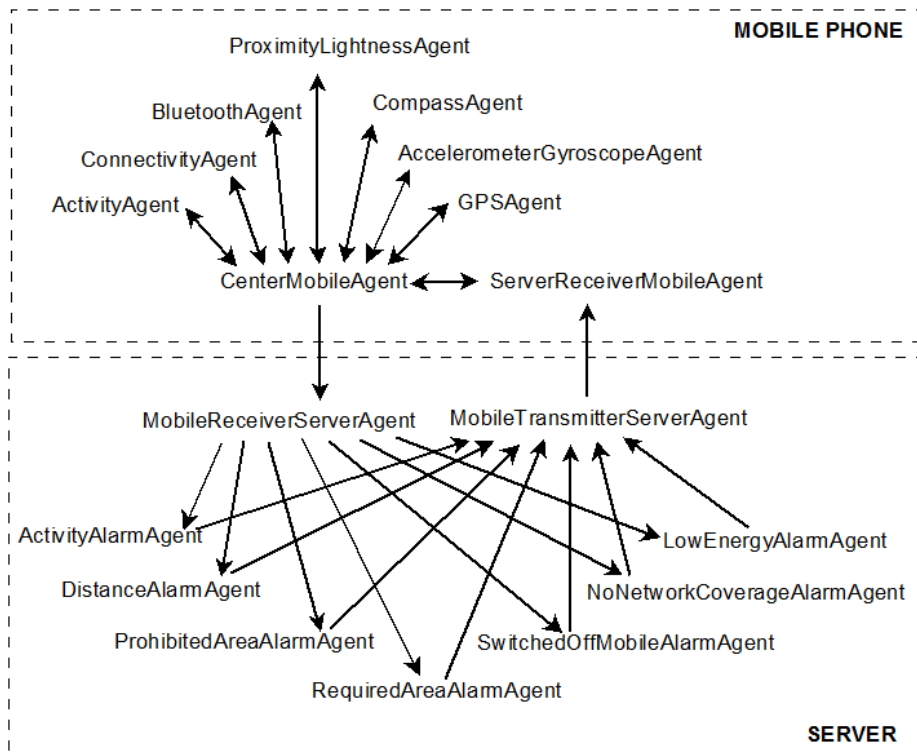 MOBILE PHONE
ProximityLightnessAgent
BluetoothAgent
CompassAgent
ConnectivityAgent
AccelerometerGyroscopeAgent
ActivityAgent
GPSAgent
CenterMobileAgent
ServerReceiverMobileAgent
MobileReceiverServerAgent
MobileTransmitterServerAgent
ActivityAlarmAgent
LowEnergyAlarmAgent
DistanceAlarmAgent
NoNetworkCoverageAlarmAgent
ProhibitedAreaAlarmAgent
SwitchedOffMobileAlarmAgent
RequiredAreaAlarmAgent
SERVER